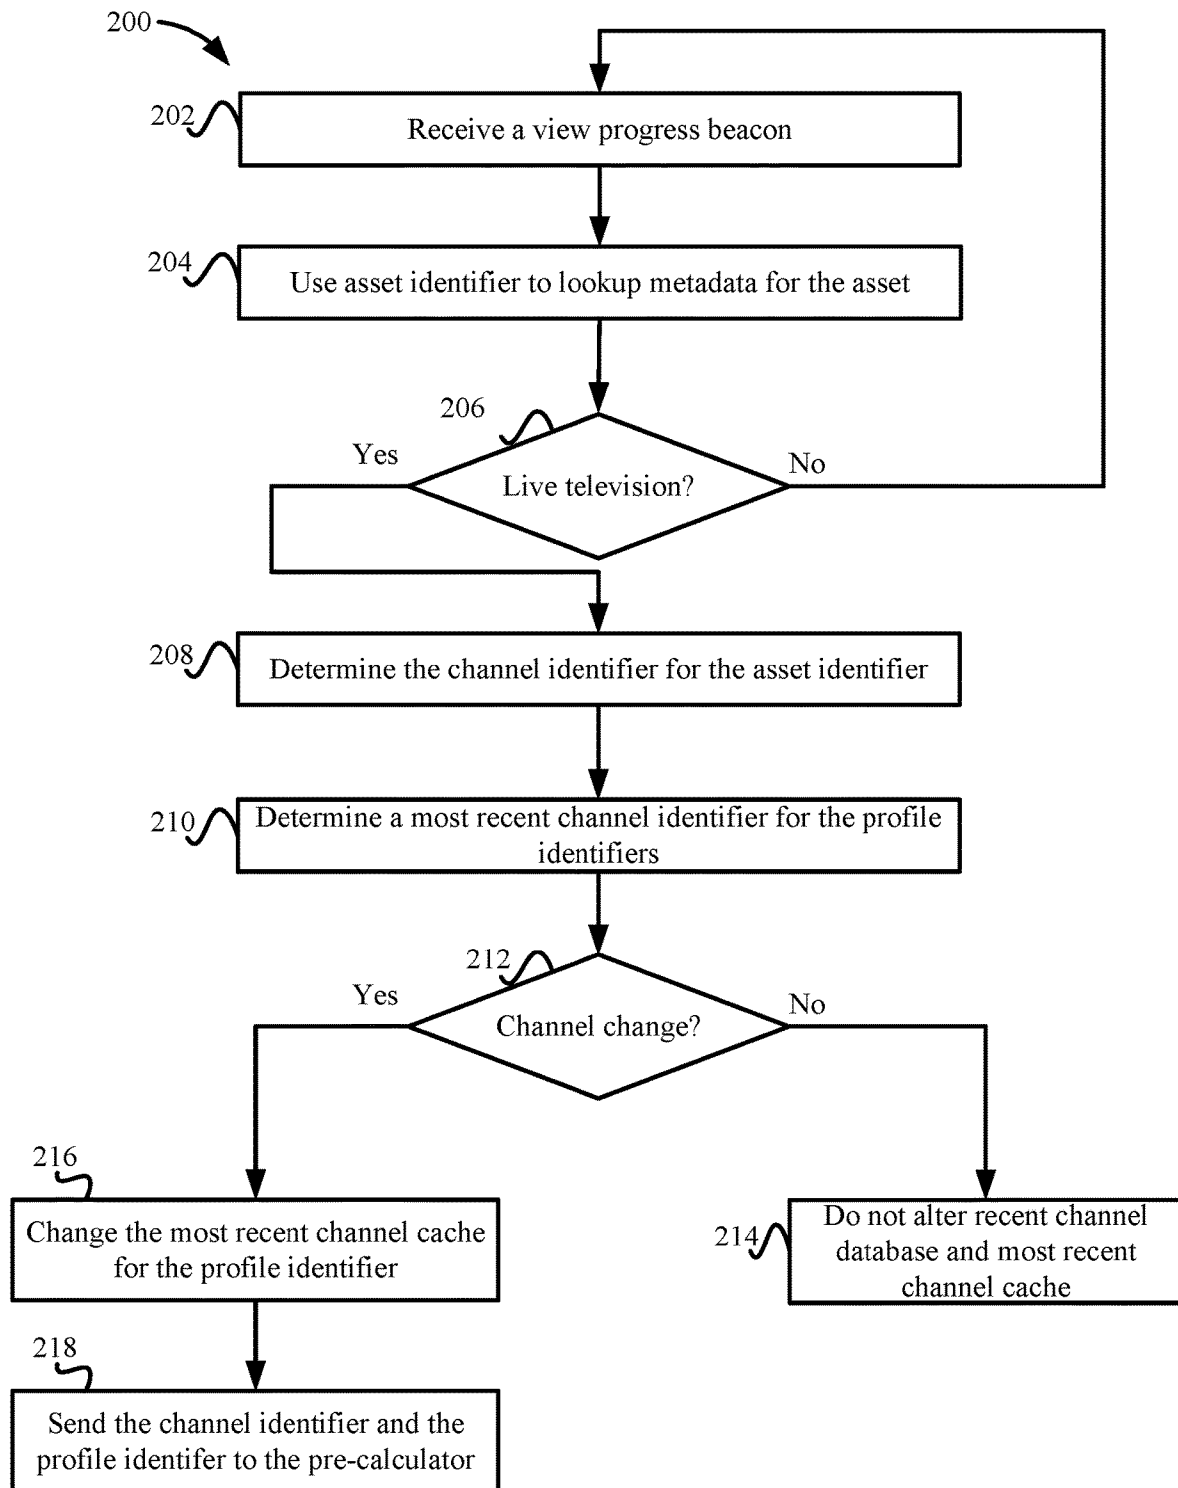 200
202
Receive a view progress beacon
204
Use asset identifier to lookup metadata for the asset
206
Yes
No
Live television?
208
Determine the channel identifier for the asset identifier
210
Determine a most recent channel identifier for the profile
identifiers
212
Yes
No
Channel change?
216
Change the most recent channel cache
for the profile identifier
214
Do not alter recent channel
database and most recent
channel cache
218
Send the channel identifier and the
profile identifer to the pre-calculator